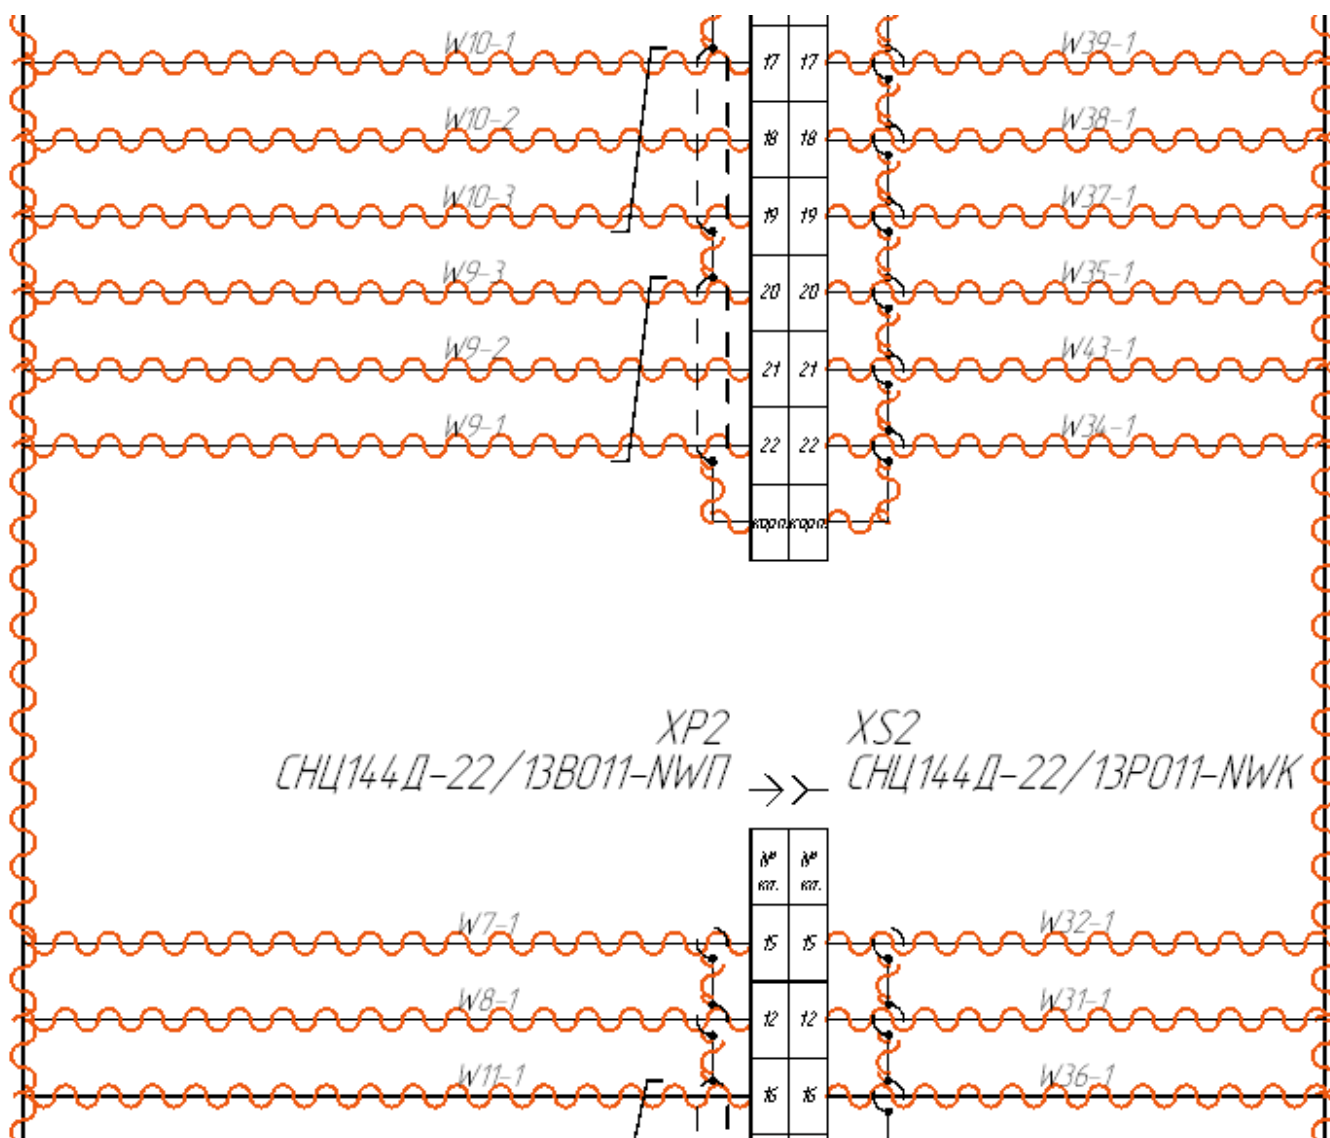 W10-1 17 17 W39-1
W10-2 18 18 W38-1
W10-3 19 19 W37-1
W9-3 20 20 W35-1
W9-2 21 21 W43-1
W9-1 22 22 W34-1
корп. корп.
XP2 XS2
СНЦ144Д-22/13В011-NWП СНЦ144Д-22/13Р011-NWК
№ №
кт. кт.
W7-1 15 15 W32-1
W8-1 12 12 W31-1
W11-1 16 16 W36-1